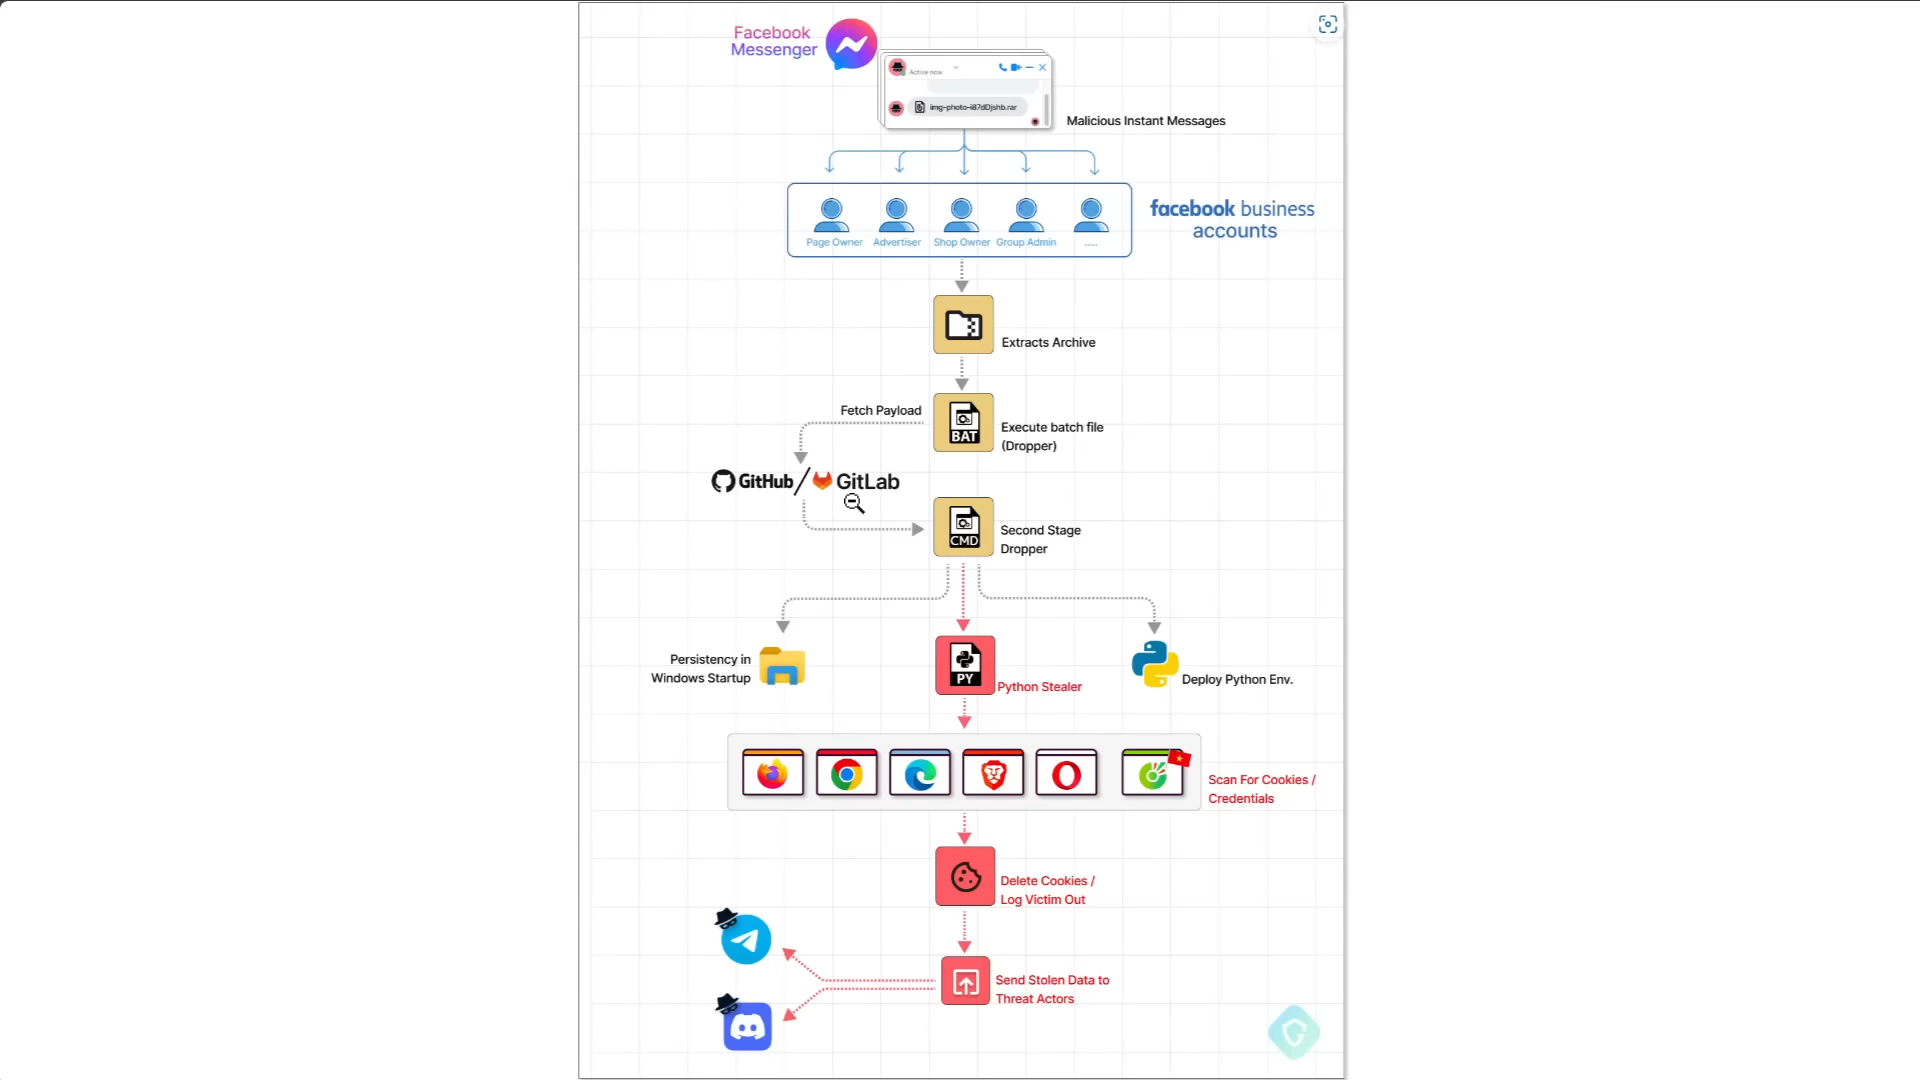 Facebook
Messenger
Active now
img-photo-i87dDjshb.rar
Malicious Instant Messages
Page Owner
Advertiser
Shop Owner
Group Admin
.....
facebook business
accounts
Extracts Archive
Fetch Payload
BAT
Execute batch file
(Dropper)
GitHub / GitLab
CMD
Second Stage
Dropper
Persistency in
Windows Startup
PY
Python Stealer
Deploy Python Env.
Scan For Cookies /
Credentials
Delete Cookies /
Log Victim Out
Send Stolen Data to
Threat Actors